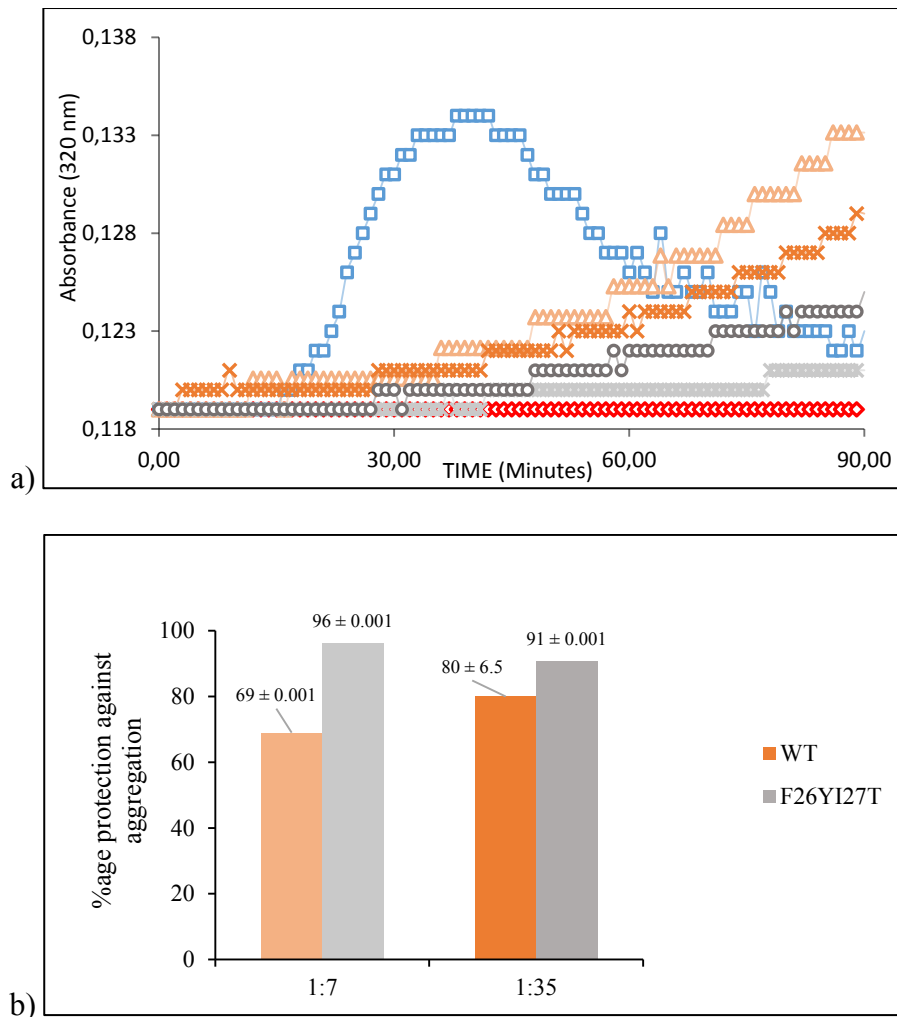 0,138
0,133
0,128
0,123
0,118
Absorbance (320 nm)
0,00
30,00
60,00
90,00
TIME (Minutes)
a)
100
80
60
40
20
0
%age protection against
aggregation
69 ± 0.001
96 ± 0.001
80 ± 6.5
91 ± 0.001
1:7
1:35
WT
F26YI27T
b)